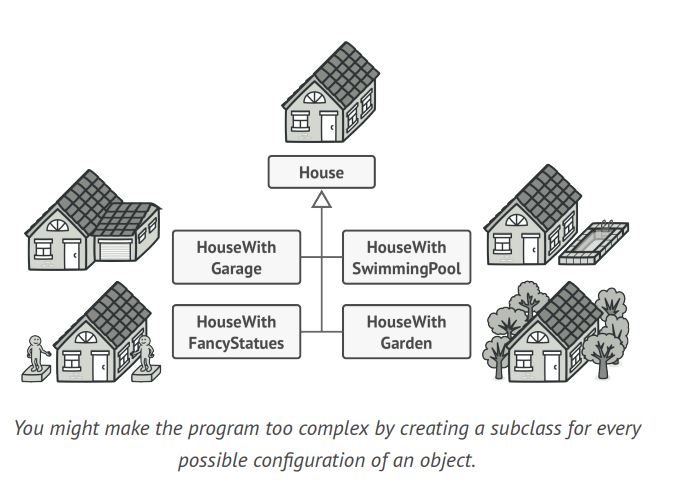 House
HouseWith
Garage
HouseWith
SwimmingPool
HouseWith
FancyStatues
HouseWith
Garden
You might make the program too complex by creating a subclass for every
possible configuration of an object.